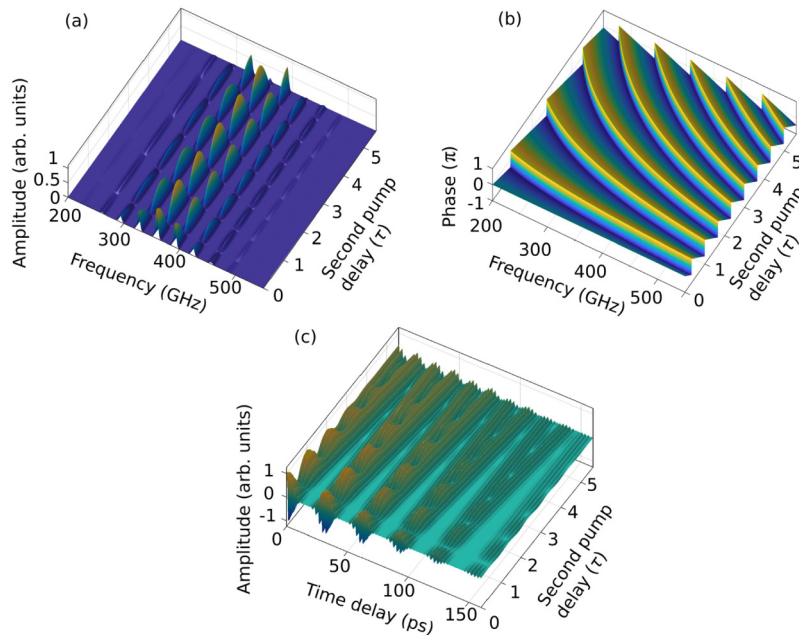 (a)
Amplitude (arb. units)
1
0.5
0
200
300
400
500
Frequency (GHz)
0
1
2
3
4
5
Second pump
delay (τ)
(b)
Phase (π)
1
0
-1
200
300
400
500
Frequency (GHz)
0
1
2
3
4
5
Second pump
delay (τ)
(c)
Amplitude (arb. units)
1
0
-1
0
50
100
150
Time delay (ps)
0
1
2
3
4
5
Second pump
delay (τ)